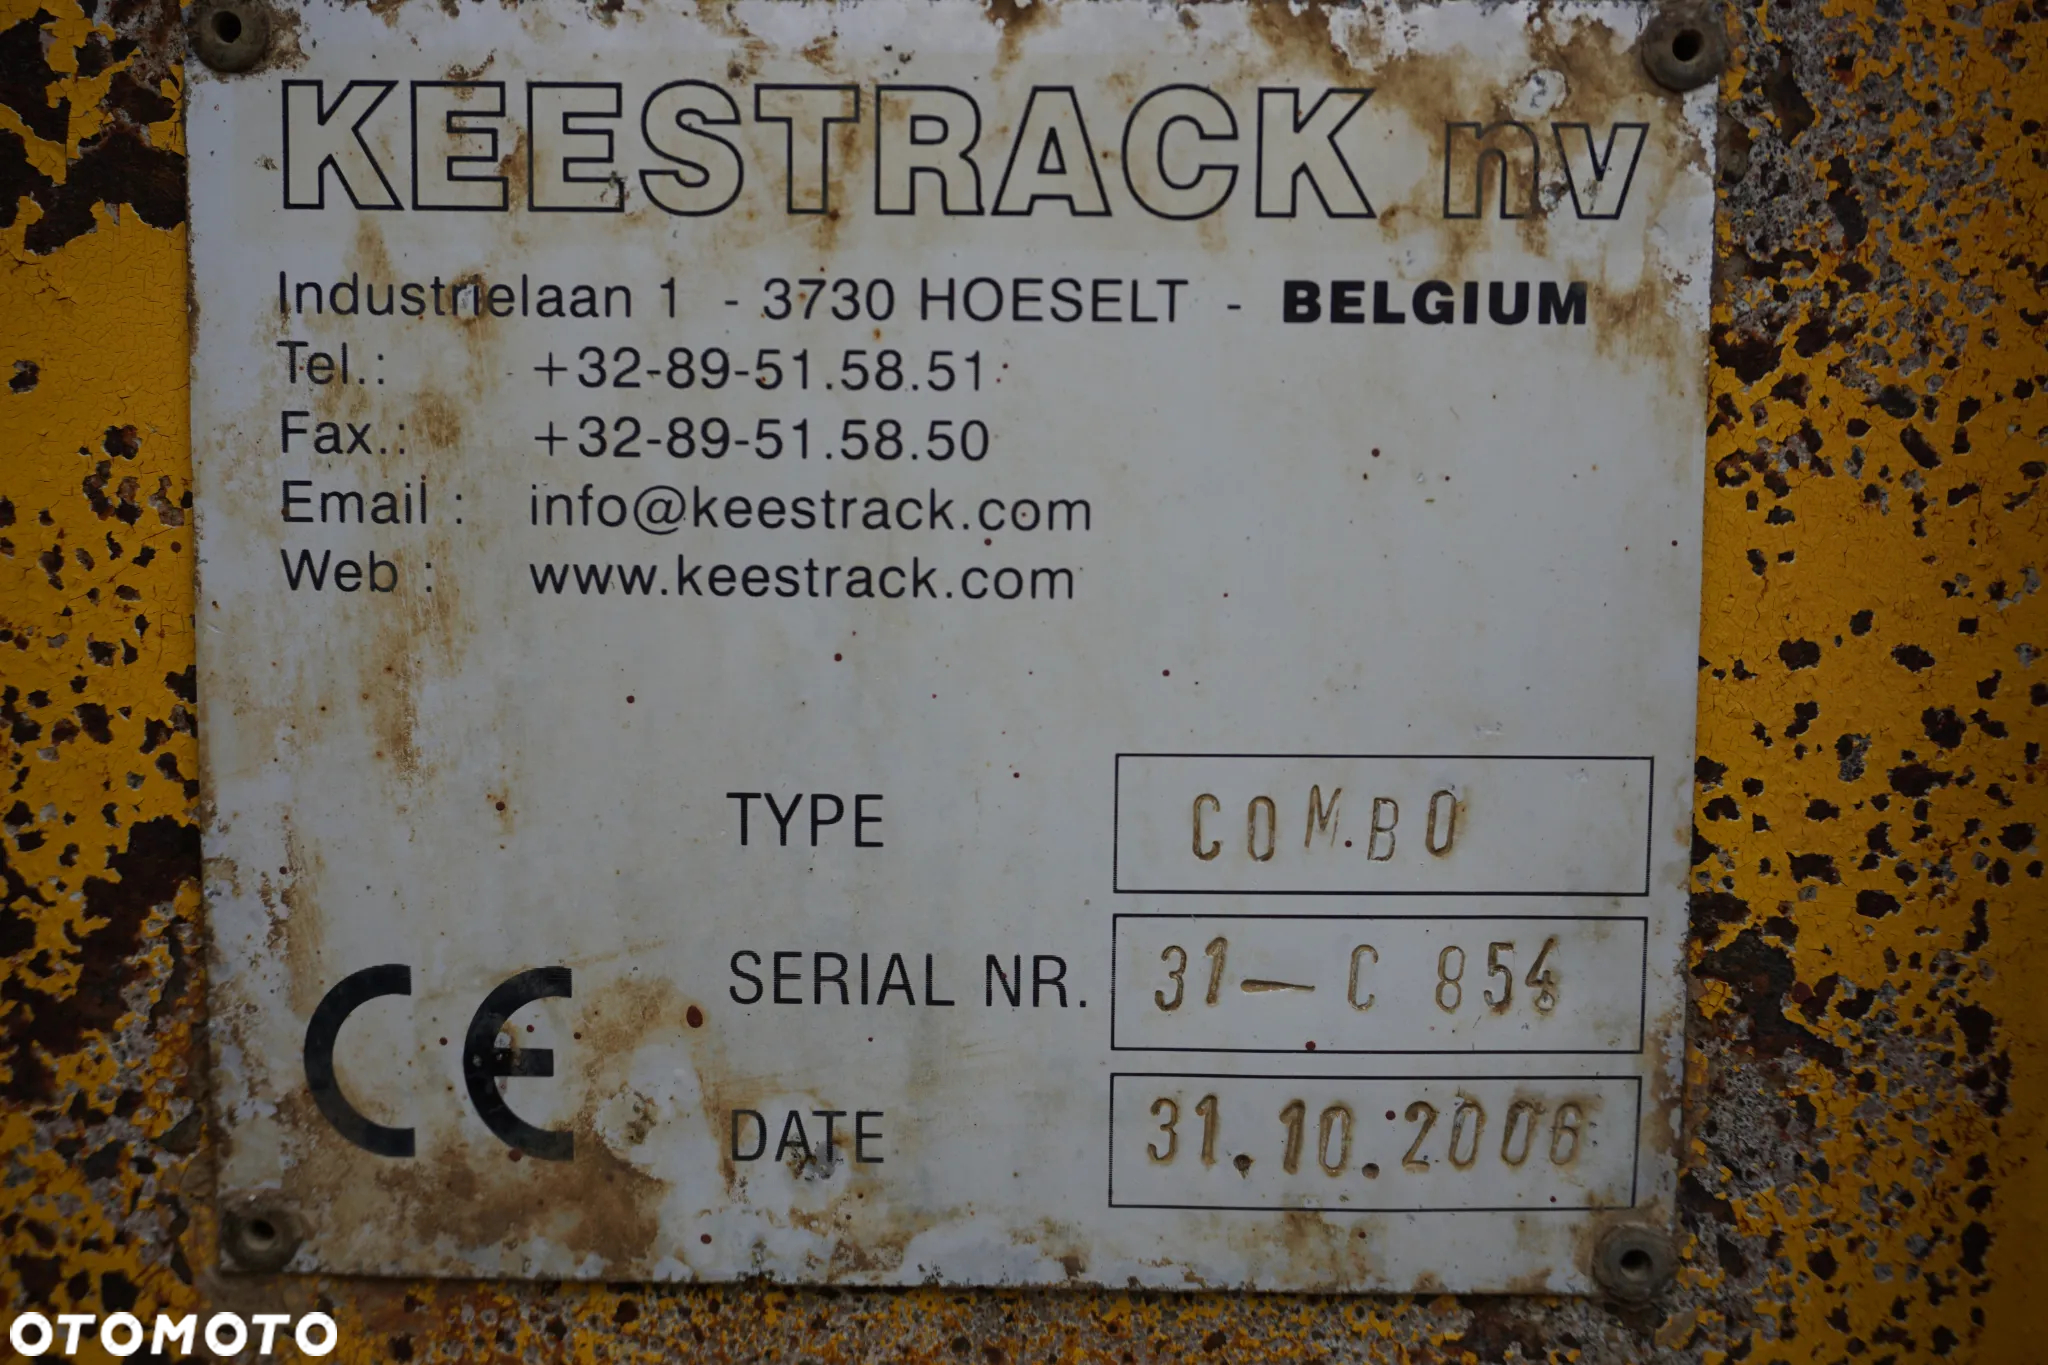 KEESTRACK nv
Industrielaan 1 - 3730 HOESELT - BELGIUM
Tel.: +32-89-51.58.51
Fax.: +32-89-51.58.50
Email : info@keestrack.com
Web : www.keestrack.com
TYPE COMBO
SERIAL NR. 31-C 854
CE
DATE 31.10.2006
OTOMOTO